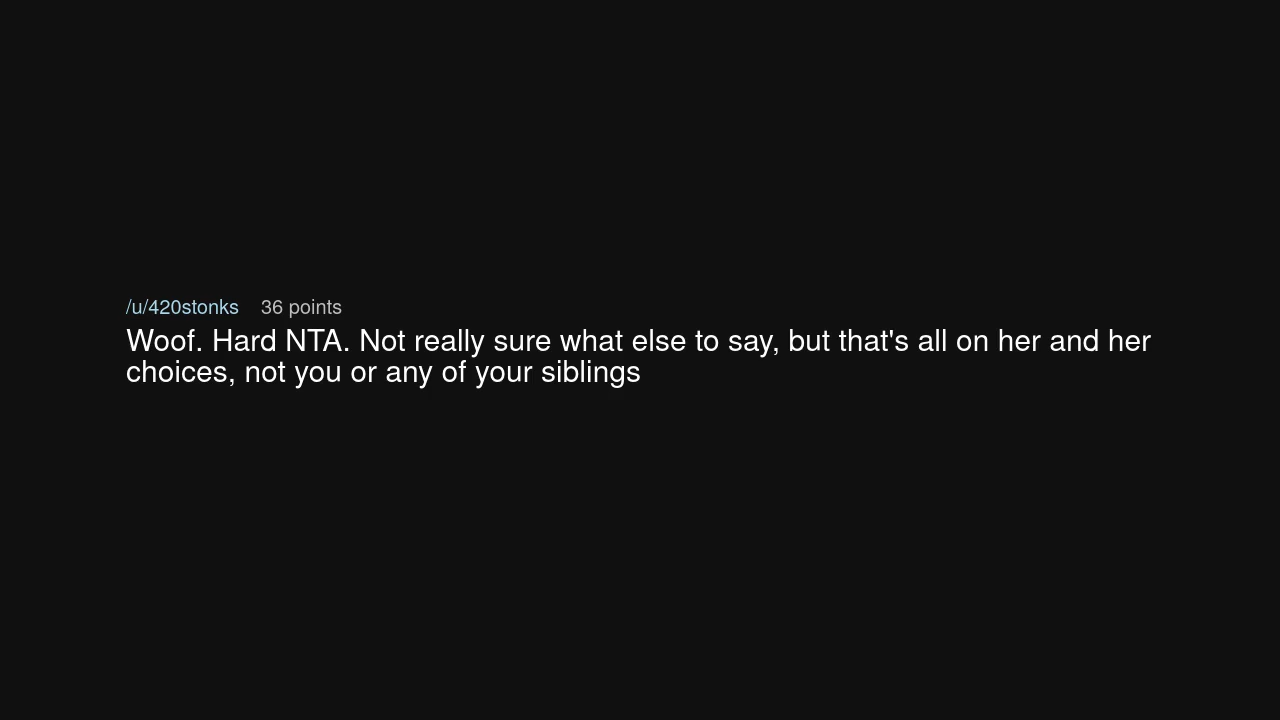 /u/420stonks 36 points
Woof. Hard NTA. Not really sure what else to say, but that's all on her and her
choices, not you or any of your siblings